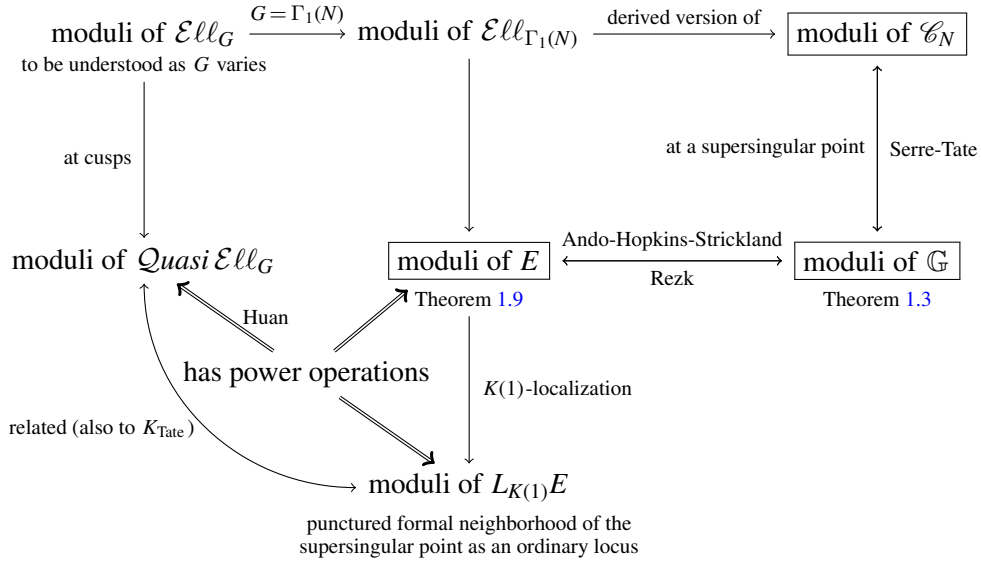 moduli of ℰℓℓ_G
G = Γ₁(N)
moduli of ℰℓℓ_{Γ₁(N)}
derived version of
moduli of 𝒞_N
to be understood as G varies
at cusps
at a supersingular point
Serre-Tate
moduli of 𝒬uasi ℰℓℓ_G
moduli of E
Ando-Hopkins-Strickland
Rezk
moduli of 𝔾
Theorem 1.9
Theorem 1.3
Huan
has power operations
K(1)-localization
related (also to K_Tate)
moduli of L_{K(1)}E
punctured formal neighborhood of the
supersingular point as an ordinary locus